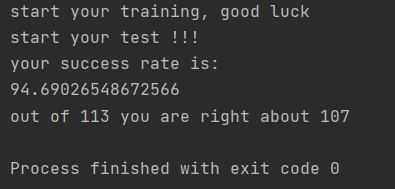 start your training, good luck
start your test !!!
your success rate is:
94.69026548672566
out of 113 you are right about 107
Process finished with exit code 0